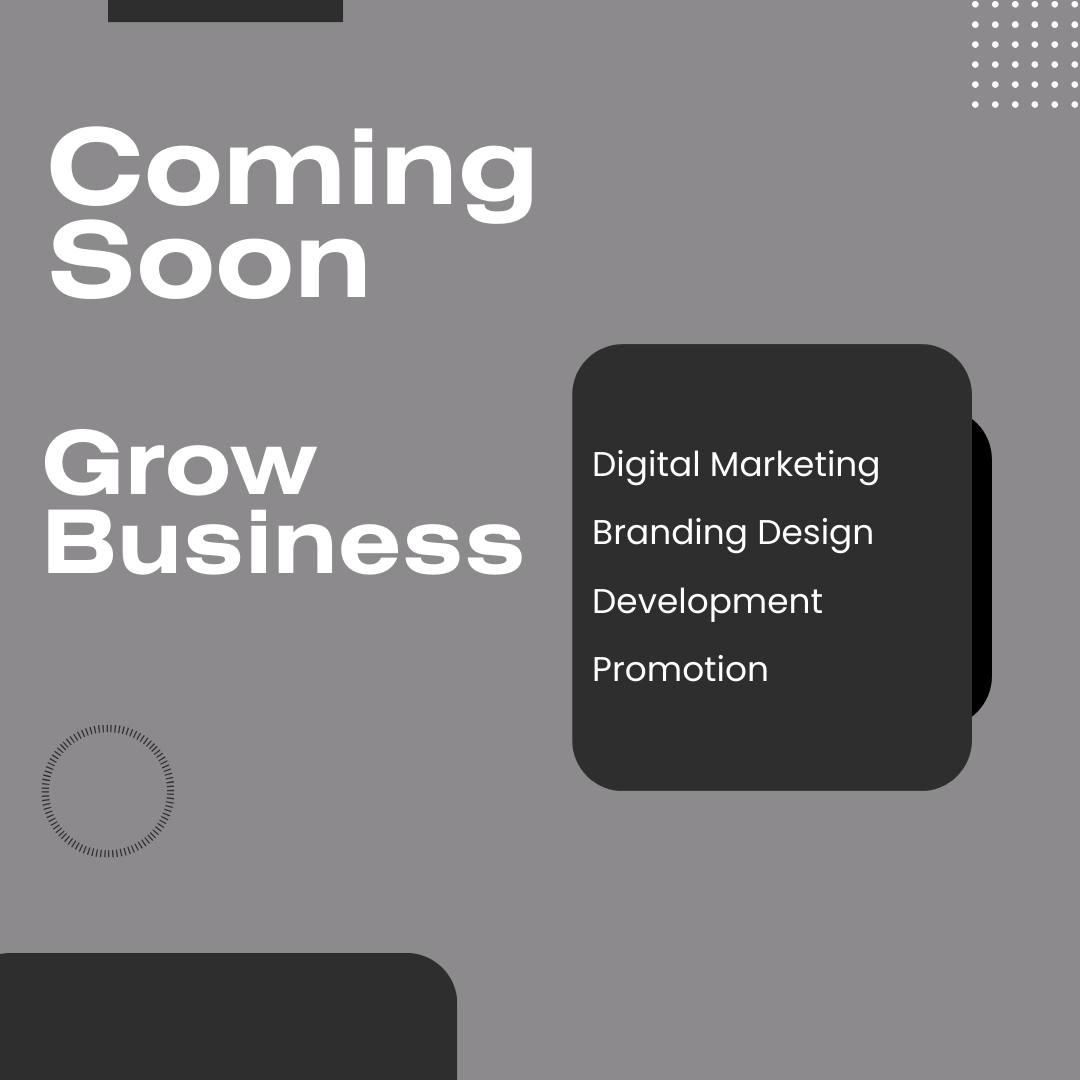 Coming
Soon
Grow
Business
Digital Marketing
Branding Design
Development
Promotion